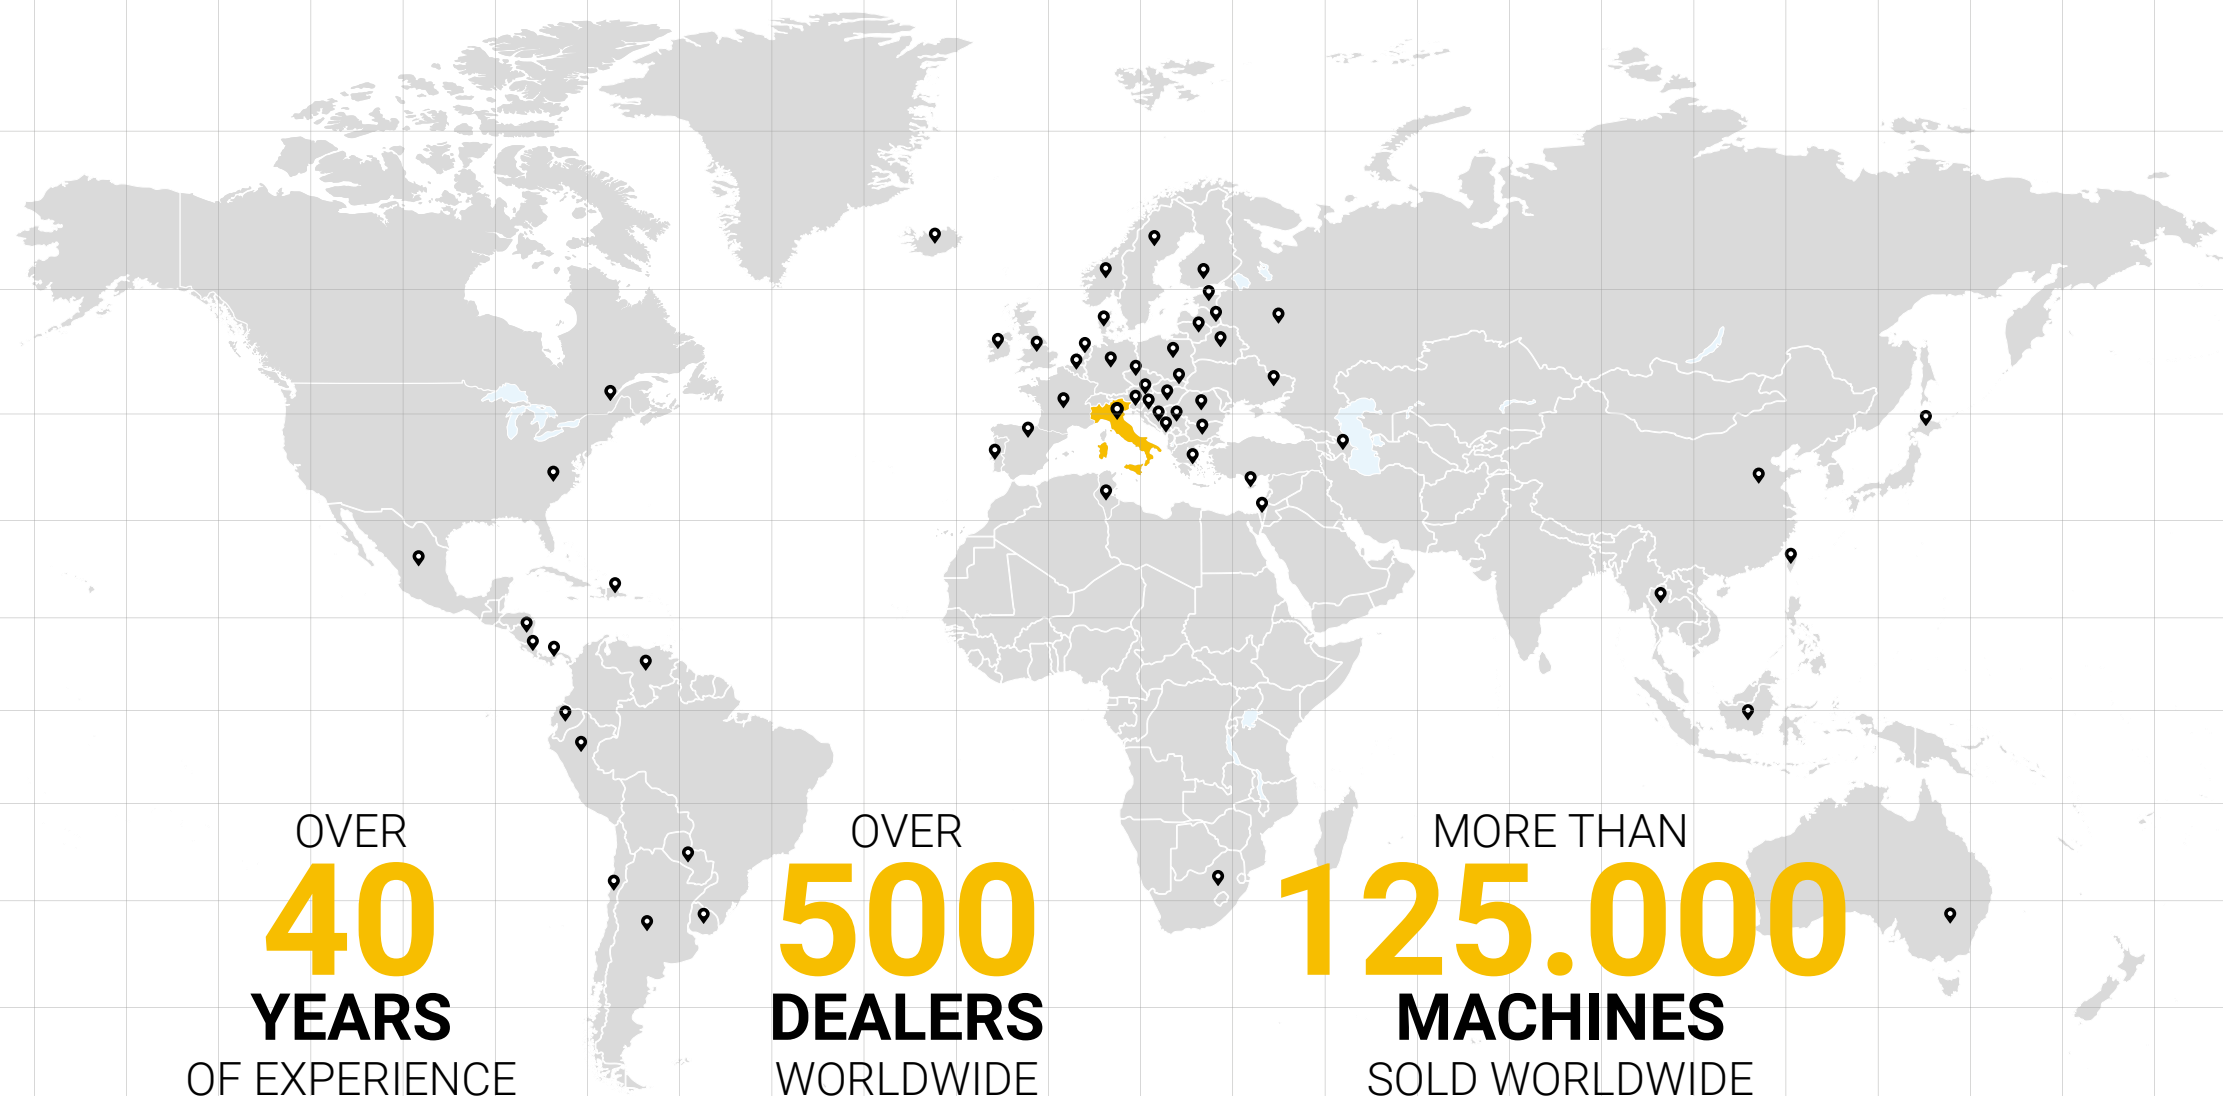 OVER
40
YEARS
OF EXPERIENCE
OVER
500
DEALERS
WORLDWIDE
MORE THAN
125.000
MACHINES
SOLD WORLDWIDE